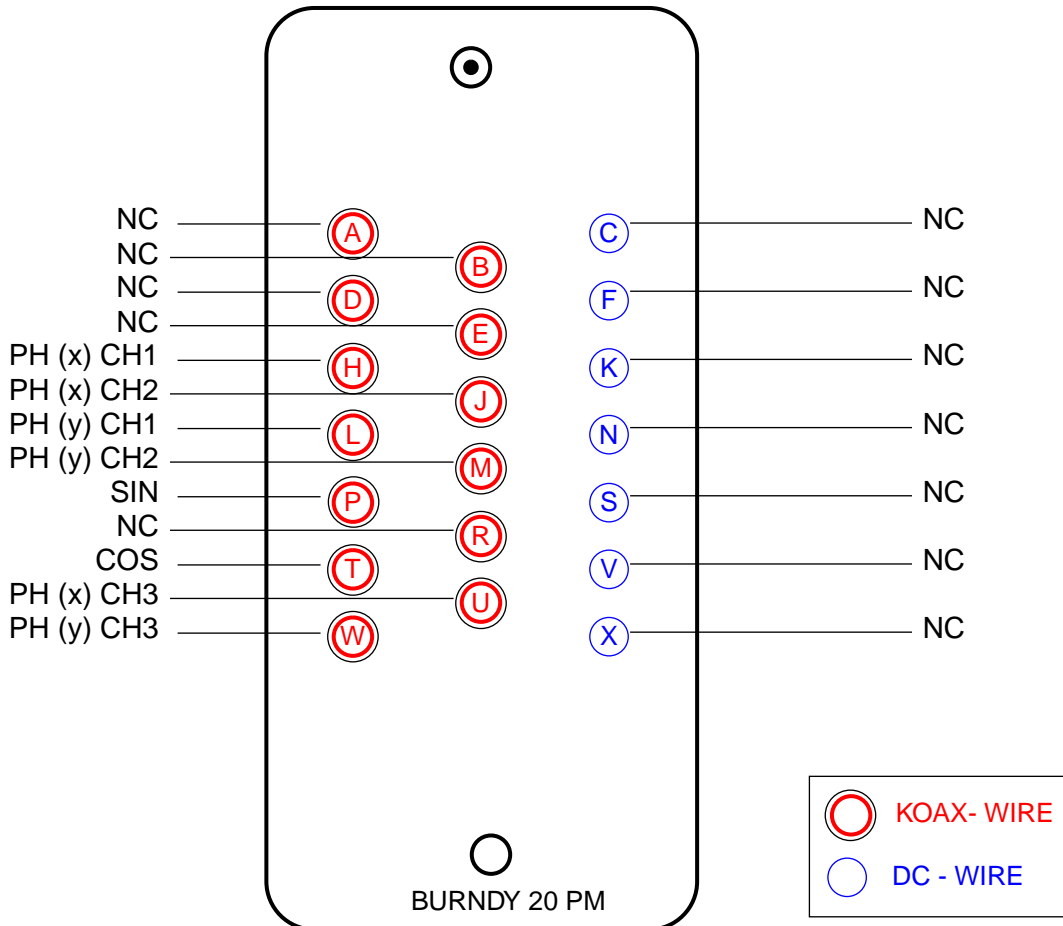 NC
A
C
NC
NC
B
NC
D
F
NC
NC
E
PH (x) CH1
H
K
NC
PH (x) CH2
J
PH (y) CH1
L
N
NC
PH (y) CH2
M
SIN
P
S
NC
NC
R
COS
T
V
NC
PH (x) CH3
U
PH (y) CH3
W
X
NC
KOAX- WIRE
DC - WIRE
BURNDY 20 PM